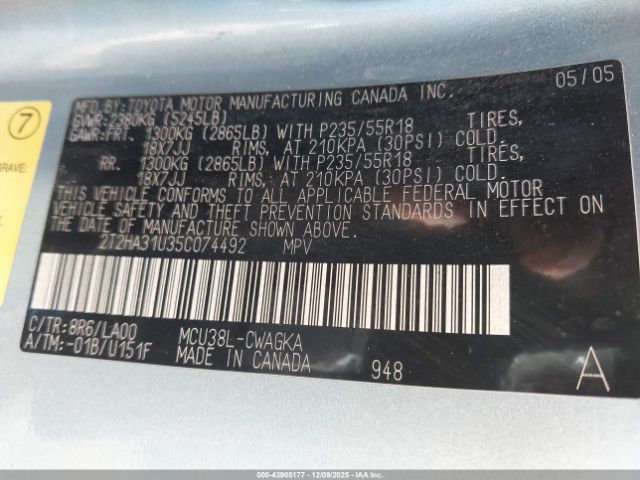 MFD.BY:TOYOTA MOTOR MANUFACTURING CANADA INC. 05/05
GVWR:2380KG (5245LB)
GAWR:FRT. 1300KG (2865LB) WITH P235/55R18 TIRES,
18X7JJ RIMS, AT 210KPA (30PSI) COLD.
RR. 1300KG (2865LB) WITH P235/55R18 TIRES,
18X7JJ RIMS, AT 210KPA (30PSI) COLD.
THIS VEHICLE CONFORMS TO ALL APPLICABLE FEDERAL MOTOR
VEHICLE SAFETY AND THEFT PREVENTION STANDARDS IN EFFECT ON
THE DATE OF MANUFACTURE SHOWN ABOVE.
2T2HA31U35C074492 MPV
C/TR: 8R6/LA00 MCU38L-CWAGKA
A/TM: -01B/U151F MADE IN CANADA 948 A
7
GRAVE.
000-43905177 - 12/09/2025 - IAAI.COM